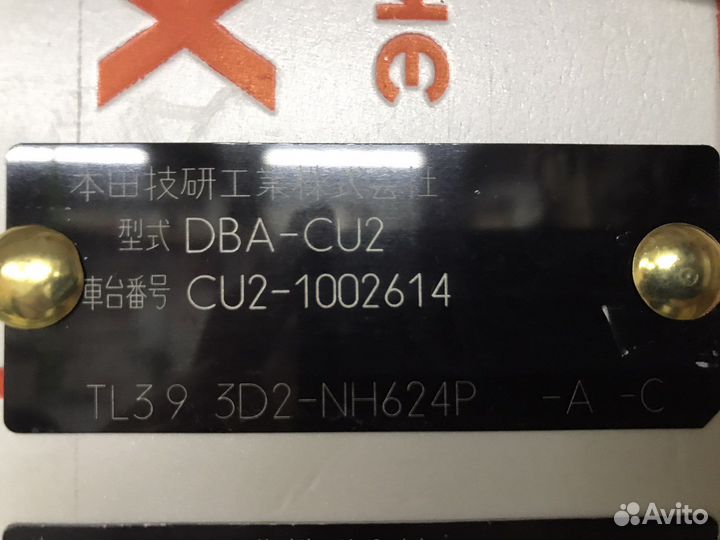 не
X
本田技研工業株式会社
型式 DBA-CU2
車台番号 CU2-1002614
TL39 3D2-NH624P -A -C
Avito